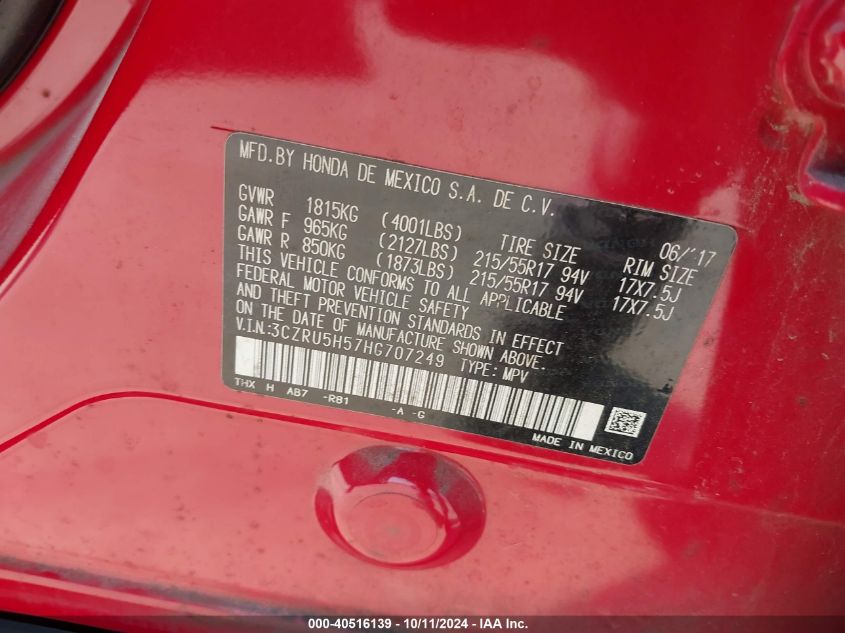 MFD.BY HONDA DE MEXICO S.A. DE C.V.
06/'17
GVWR 1815KG (4001LBS) TIRE SIZE RIM SIZE
GAWR F 965KG (2127LBS) 215/55R17 94V 17X7.5J
GAWR R 850KG (1873LBS) 215/55R17 94V 17X7.5J
THIS VEHICLE CONFORMS TO ALL APPLICABLE
FEDERAL MOTOR VEHICLE SAFETY
AND THEFT PREVENTION STANDARDS IN EFFECT
ON THE DATE OF MANUFACTURE SHOWN ABOVE.
V.I.N:3CZRU5H57HG707249 TYPE: MPV
THX H AB7 -R81 -A -G
MADE IN MEXICO
000-40516139 - 10/11/2024 - IAA Inc.